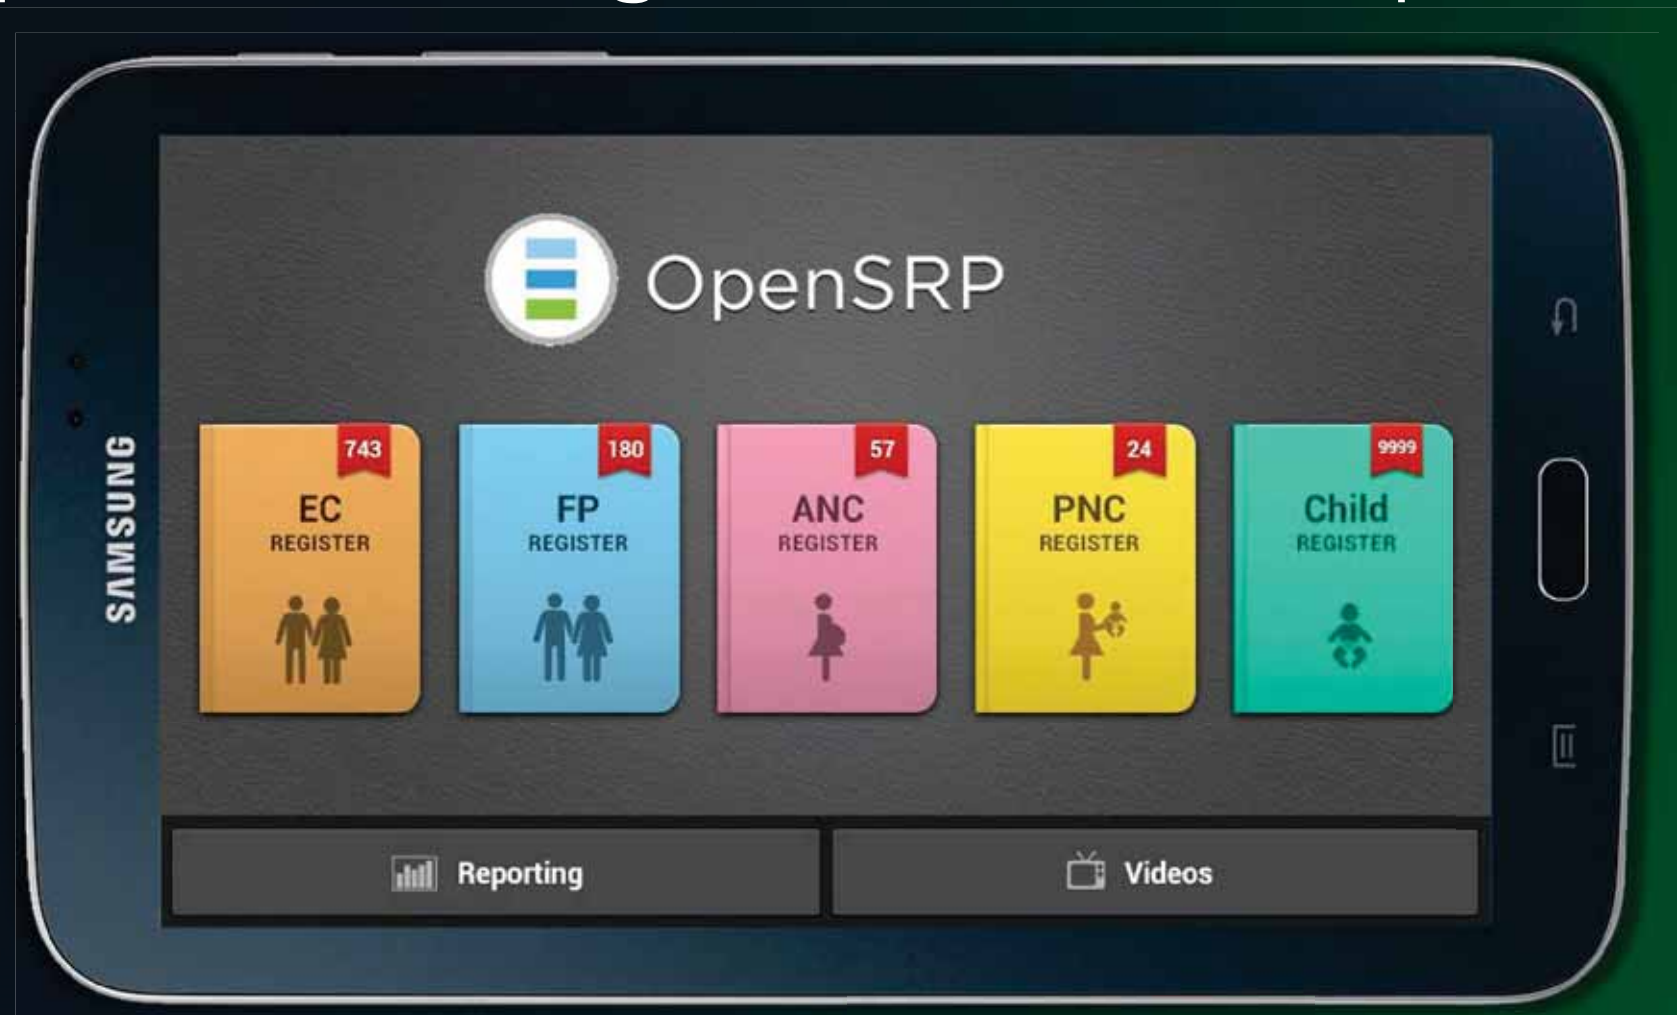 OpenSRP
SAMSUNG
743
EC
REGISTER
180
FP
REGISTER
57
ANC
REGISTER
24
PNC
REGISTER
9999
Child
REGISTER
Reporting
Videos